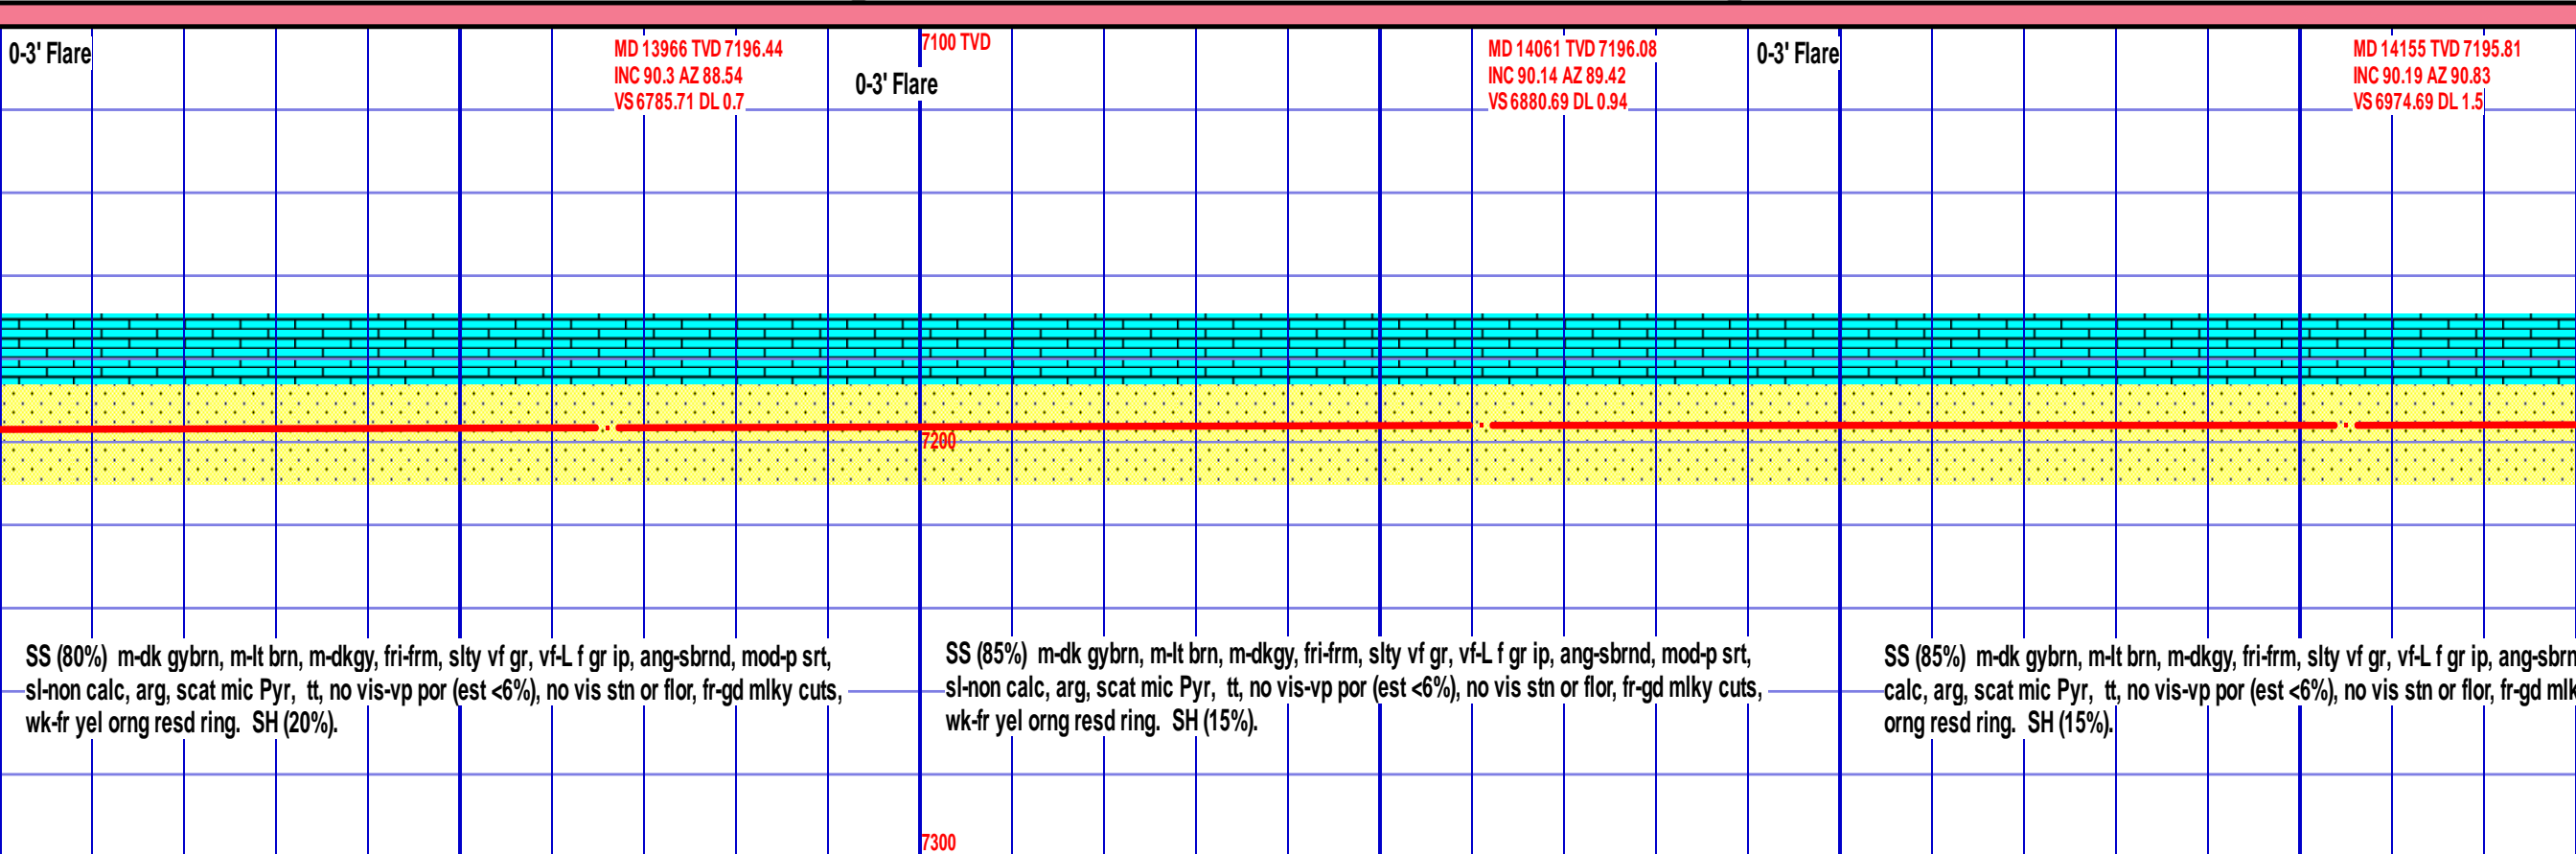 0-3' Flare
MD 13966 TVD 7196.44
INC 90.3 AZ 88.54
VS 6785.71 DL 0.7
7100 TVD
0-3' Flare
MD 14061 TVD 7196.08
INC 90.14 AZ 89.42
VS 6880.69 DL 0.94
0-3' Flare
MD 14155 TVD 7195.81
INC 90.19 AZ 90.83
VS 6974.69 DL 1.5
7200
SS (80%) m-dk gybrn, m-lt brn, m-dkgy, fri-frm, slty vf gr, vf-L f gr ip, ang-sbrnd, mod-p srt,
sl-non calc, arg, scat mic Pyr, tt, no vis-vp por (est <6%), no vis stn or flor, fr-gd mlky cuts,
wk-fr yel orng resd ring. SH (20%).
SS (85%) m-dk gybrn, m-lt brn, m-dkgy, fri-frm, slty vf gr, vf-L f gr ip, ang-sbrnd, mod-p srt,
sl-non calc, arg, scat mic Pyr, tt, no vis-vp por (est <6%), no vis stn or flor, fr-gd mlky cuts,
wk-fr yel orng resd ring. SH (15%).
SS (85%) m-dk gybrn, m-lt brn, m-dkgy, fri-frm, slty vf gr, vf-L f gr ip, ang-sbrn
calc, arg, scat mic Pyr, tt, no vis-vp por (est <6%), no vis stn or flor, fr-gd mlk
orng resd ring. SH (15%).
7300